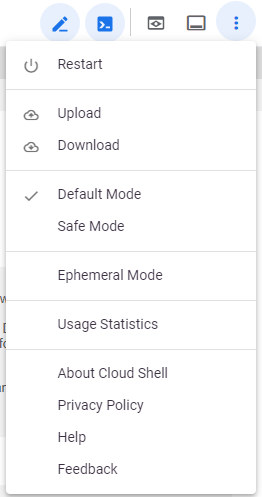 Restart
Upload
Download
Default Mode
Safe Mode
Ephemeral Mode
Usage Statistics
About Cloud Shell
Privacy Policy
Help
Feedback